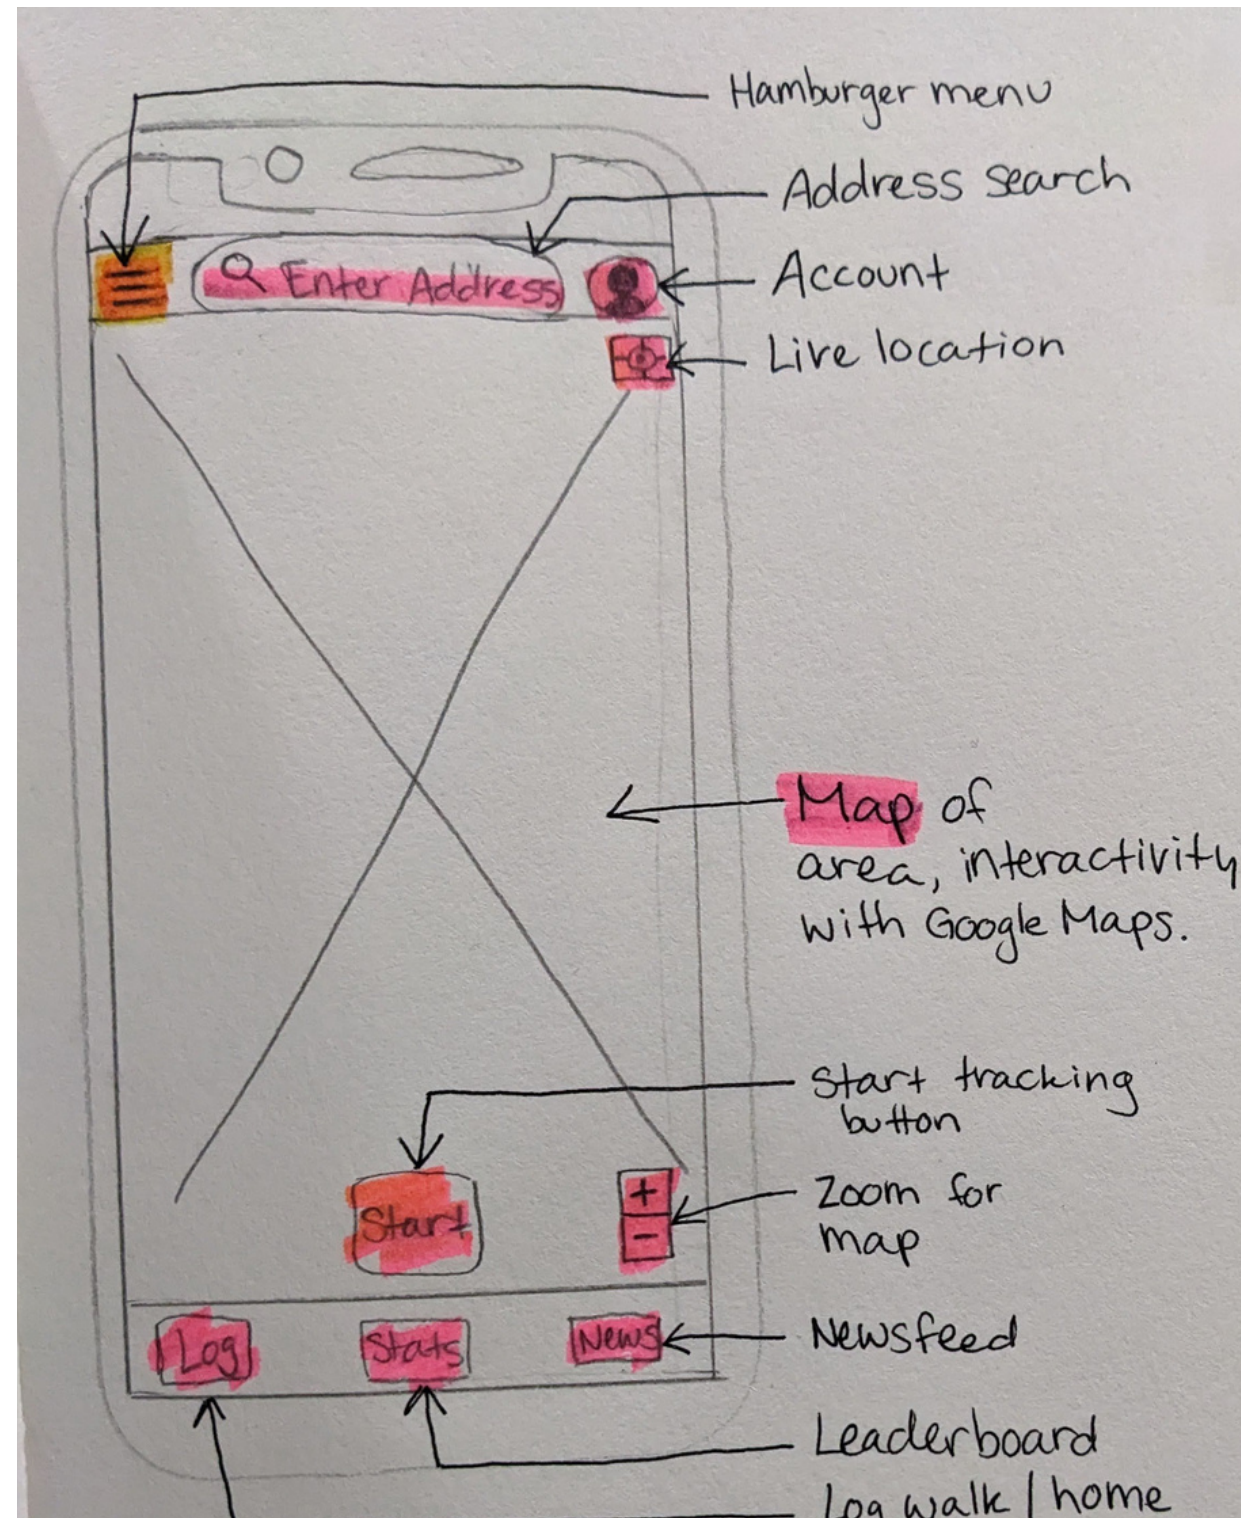 Hamburger menu
Address search
Enter Address
Account
Live location
Map of
area, interactivity
with Google Maps.
Start tracking
button
Start
+
Zoom for
-
map
Log
Stats
News
Newsfeed
Leaderboard
Log walk / home